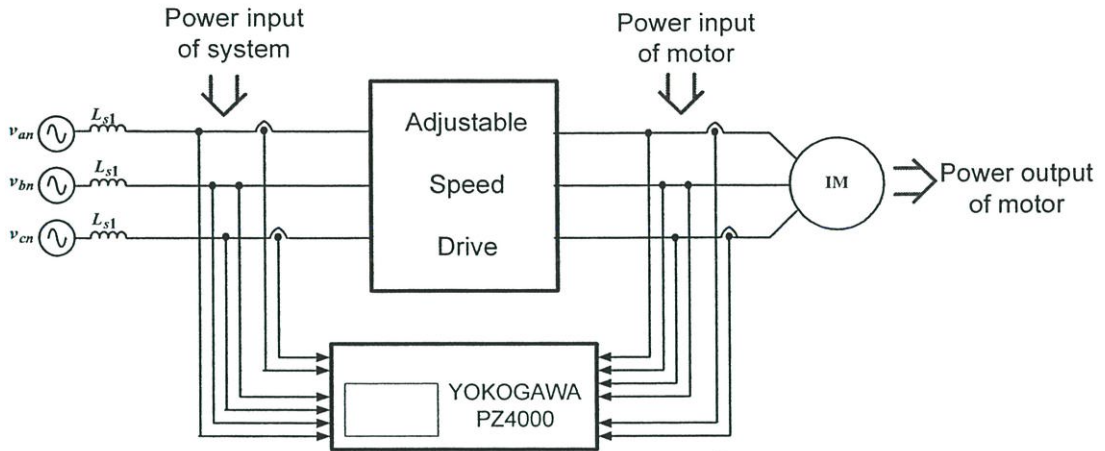 Power input
of system
Power input
of motor
v_an
L_s1
v_bn
L_s1
v_cn
L_s1
Adjustable
Speed
Drive
IM
Power output
of motor
YOKOGAWA
PZ4000